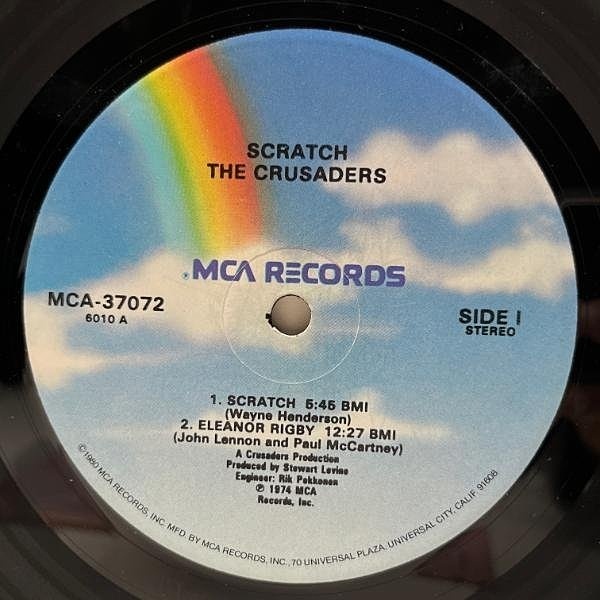 SCRATCH
THE CRUSADERS
MCA RECORDS
MCA-37072
6010 A
SIDE I
STEREO
1. SCRATCH 5:45 BMI
(Wayne Henderson)
2. ELEANOR RIGBY 12:27 BMI
(John Lennon and Paul McCartney)
A Crusaders Production
Produced by Stewart Levine
Engineer: Rik Pekkonen
℗ 1974 MCA
Records, Inc.
©1980 MCA RECORDS, INC. MFD. BY MCA RECORDS, INC., 70 UNIVERSAL PLAZA, UNIVERSAL CITY, CALIF. 91608